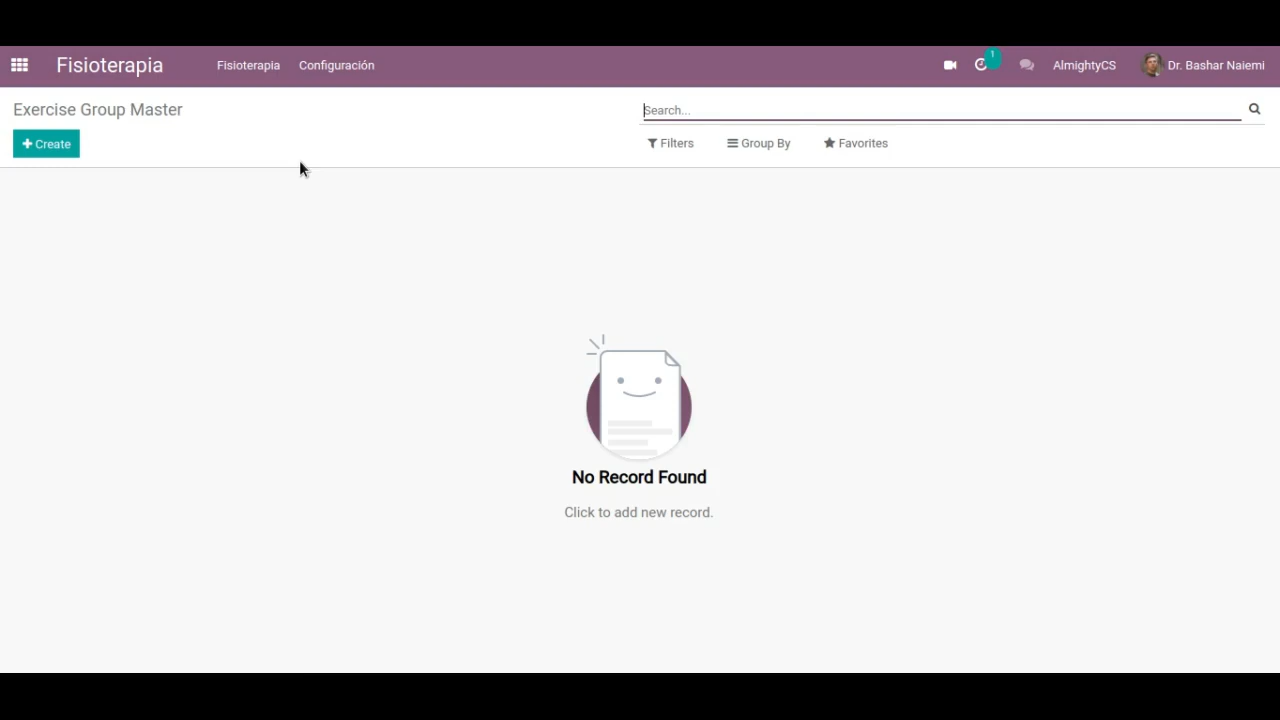 Fisioterapia Fisioterapia Configuración 1 AlmightyCS Dr. Bashar Naiemi
Exercise Group Master Search...
Create Filters Group By Favorites
No Record Found
Click to add new record.